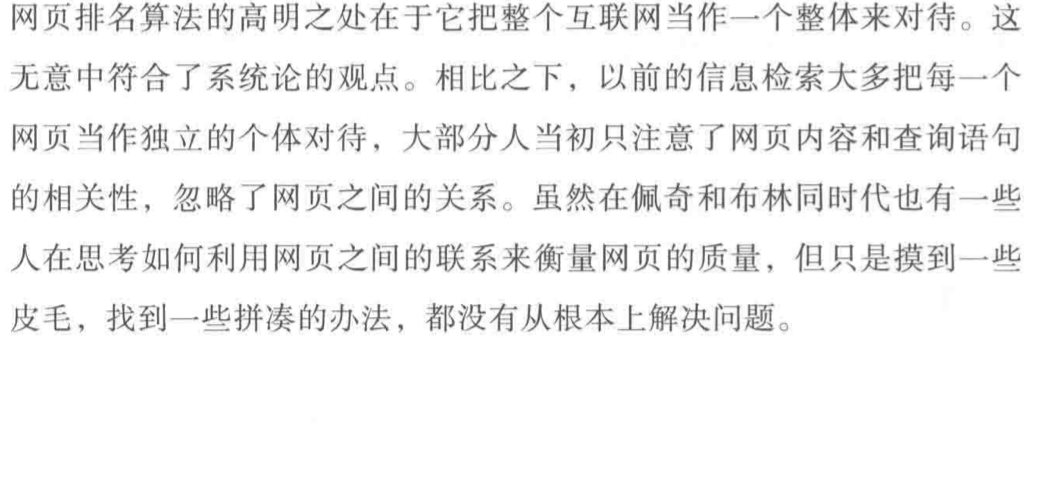 网页排名算法的高明之处在于它把整个互联网当作一个整体来对待。这
无意中符合了系统论的观点。相比之下，以前的信息检索大多把每一个
网页当作独立的个体对待，大部分人当初只注意了网页内容和查询语句
的相关性，忽略了网页之间的关系。虽然在佩奇和布林同时代也有一些
人在思考如何利用网页之间的联系来衡量网页的质量，但只是摸到一些
皮毛，找到一些拼凑的办法，都没有从根本上解决问题。